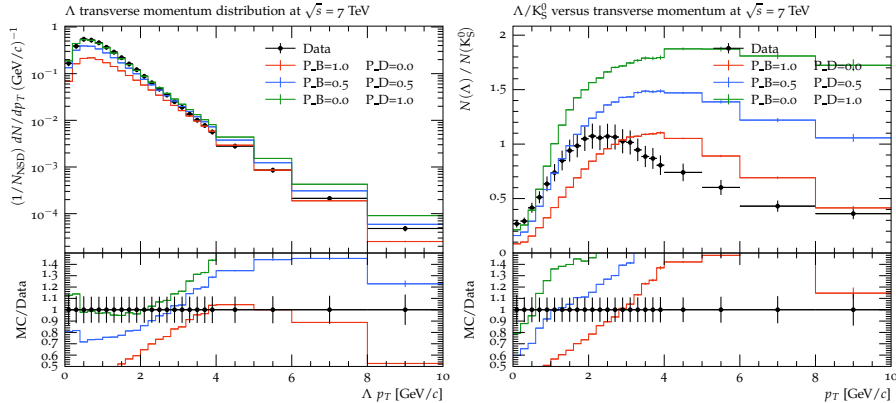 Λ transverse momentum distribution at √s = 7 TeV
(1/N_NSD) dN/dp_T (GeV/c)^−1
Data
P_B=1.0 P_D=0.0
P_B=0.5 P_D=0.5
P_B=0.0 P_D=1.0
1
10^−1
10^−2
10^−3
10^−4
MC/Data
1.4
1.3
1.2
1.1
1
0.9
0.8
0.7
0.6
0.5
0 2 4 6 8 10
Λ p_T [GeV/c]
Λ/K^0_S versus transverse momentum at √s = 7 TeV
N(Λ) / N(K^0_S)
Data
P_B=1.0 P_D=0.0
P_B=0.5 P_D=0.5
P_B=0.0 P_D=1.0
2
1.5
1
0.5
0
MC/Data
1.4
1.3
1.2
1.1
1
0.9
0.8
0.7
0.6
0.5
0 2 4 6 8 10
p_T [GeV/c]